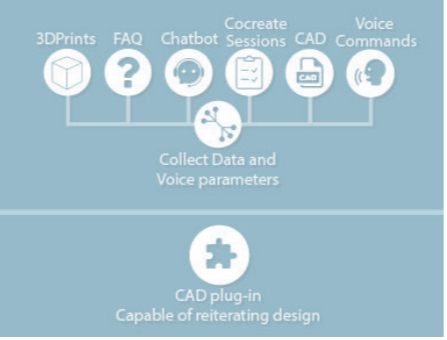 3DPrints FAQ Chatbot Cocreate Sessions CAD Voice Commands
CAD
Collect Data and
Voice parameters
CAD plug-in
Capable of reiterating design